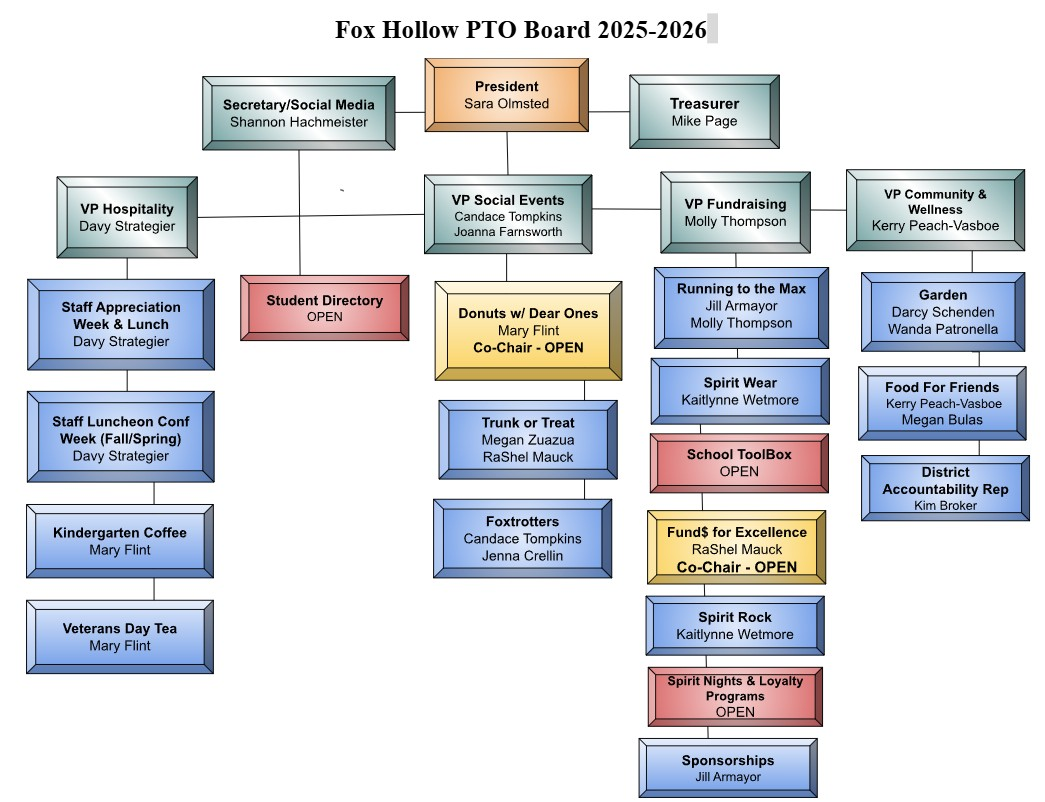 Fox Hollow PTO Board 2025-2026
President
Sara Olmsted
Secretary/Social Media
Shannon Hachmeister
Treasurer
Mike Page
VP Hospitality
Davy Strategier
VP Social Events
Candace Tompkins
Joanna Farnsworth
VP Fundraising
Molly Thompson
VP Community &
Wellness
Kerry Peach-Vasboe
Staff Appreciation
Week & Lunch
Davy Strategier
Staff Luncheon Conf
Week (Fall/Spring)
Davy Strategier
Kindergarten Coffee
Mary Flint
Veterans Day Tea
Mary Flint
Student Directory
OPEN
Donuts w/ Dear Ones
Mary Flint
Co-Chair - OPEN
Trunk or Treat
Megan Zuazua
RaShel Mauck
Foxtrotters
Candace Tompkins
Jenna Crellin
Running to the Max
Jill Armayor
Molly Thompson
Spirit Wear
Kaitlynne Wetmore
School ToolBox
OPEN
Fund$ for Excellence
RaShel Mauck
Co-Chair - OPEN
Spirit Rock
Kaitlynne Wetmore
Spirit Nights & Loyalty
Programs
OPEN
Sponsorships
Jill Armayor
Garden
Darcy Schenden
Wanda Patronella
Food For Friends
Kerry Peach-Vasboe
Megan Bulas
District
Accountability Rep
Kim Broker